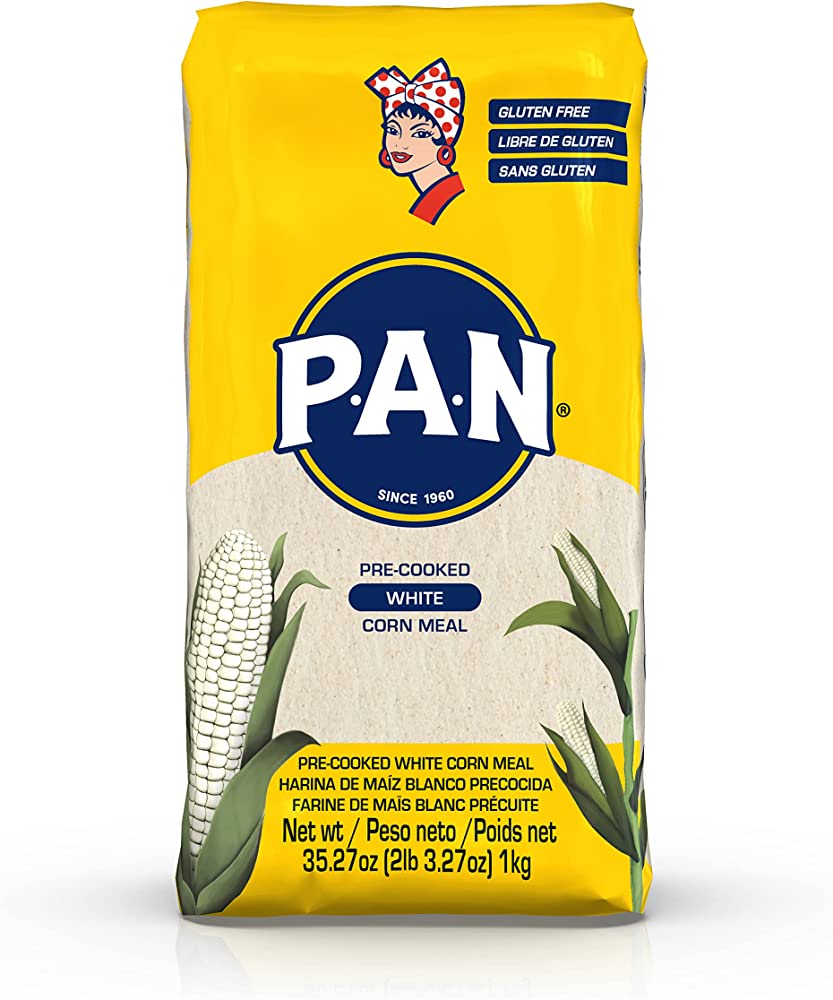 GLUTEN FREE
LIBRE DE GLUTEN
SANS GLUTEN
P.A.N®
SINCE 1960
PRE-COOKED
WHITE
CORN MEAL
PRE-COOKED WHITE CORN MEAL
HARINA DE MAÍZ BLANCO PRECOCIDA
FARINE DE MAÏS BLANC PRÉCUITE
Net wt / Peso neto /Poids net
35.27oz (2lb 3.27oz) 1kg